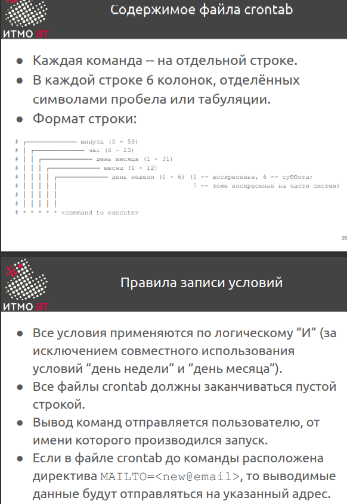 Содержимое файла crontab
ИТМО ВТ
● Каждая команда -- на отдельной строке.
● В каждой строке 6 колонок, отделённых
символами пробела или табуляции.
● Формат строки:
# ┌───────────── минута (0 - 59)
# │ ┌───────────── час (0 - 23)
# │ │ ┌───────────── день месяца (1 - 31)
# │ │ │ ┌───────────── месяц (1 - 12)
# │ │ │ │ ┌───────────── день недели (0 - 6) (0 -- воскресенье, 6 -- суббота;
# │ │ │ │ │ 7 -- тоже воскресенье на части систем)
# │ │ │ │ │
# │ │ │ │ │
# * * * * * <command to execute>
Правила записи условий
ИТМО ВТ
● Все условия применяются по логическому “И” (за
исключением совместного использования
условий “день недели” и “день месяца”).
● Все файлы crontab должны заканчиваться пустой
строкой.
● Вывод команд отправляется пользователю, от
имени которого производился запуск.
● Если в файле crontab до команды расположена
директива MAILTO=<new@email>, то выводимые
данные будут отправляться на указанный адрес.